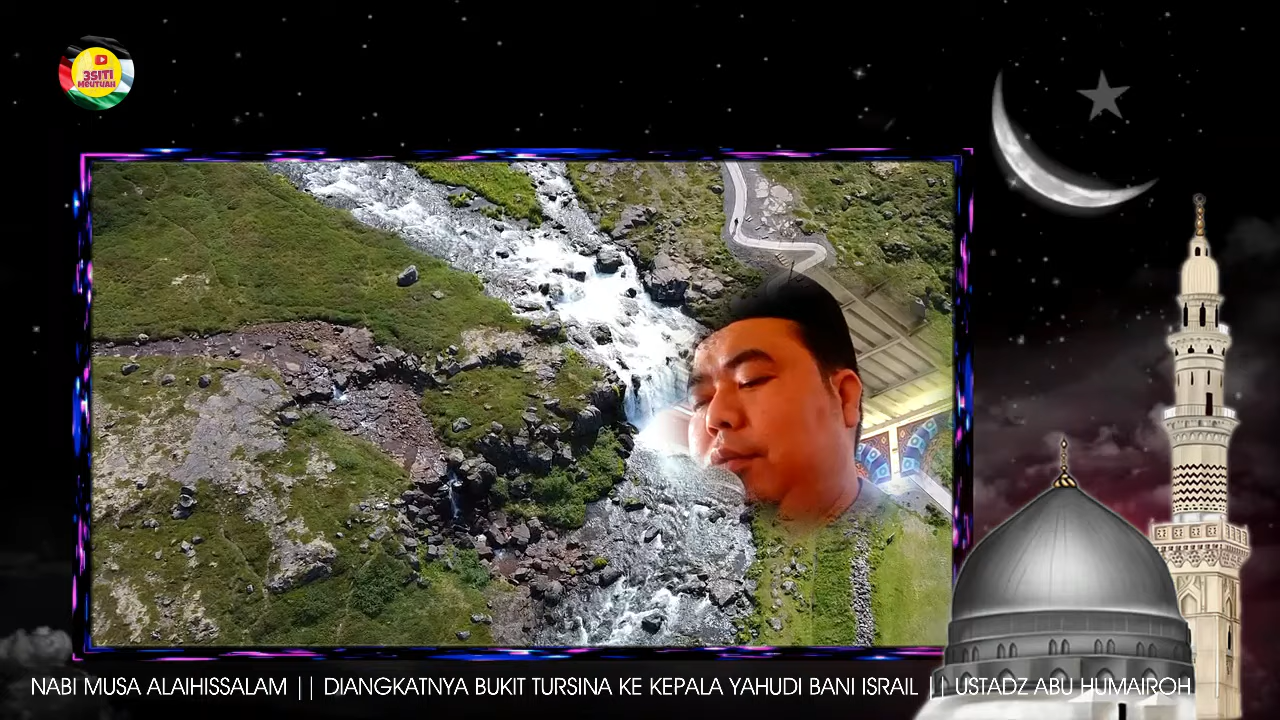 3SITI
MEUTUAH
NABI MUSA ALAIHISSALAM || DIANGKATNYA BUKIT TURSINA KE KEPALA YAHUDI BANI ISRAIL || USTADZ ABU HUMAIROH